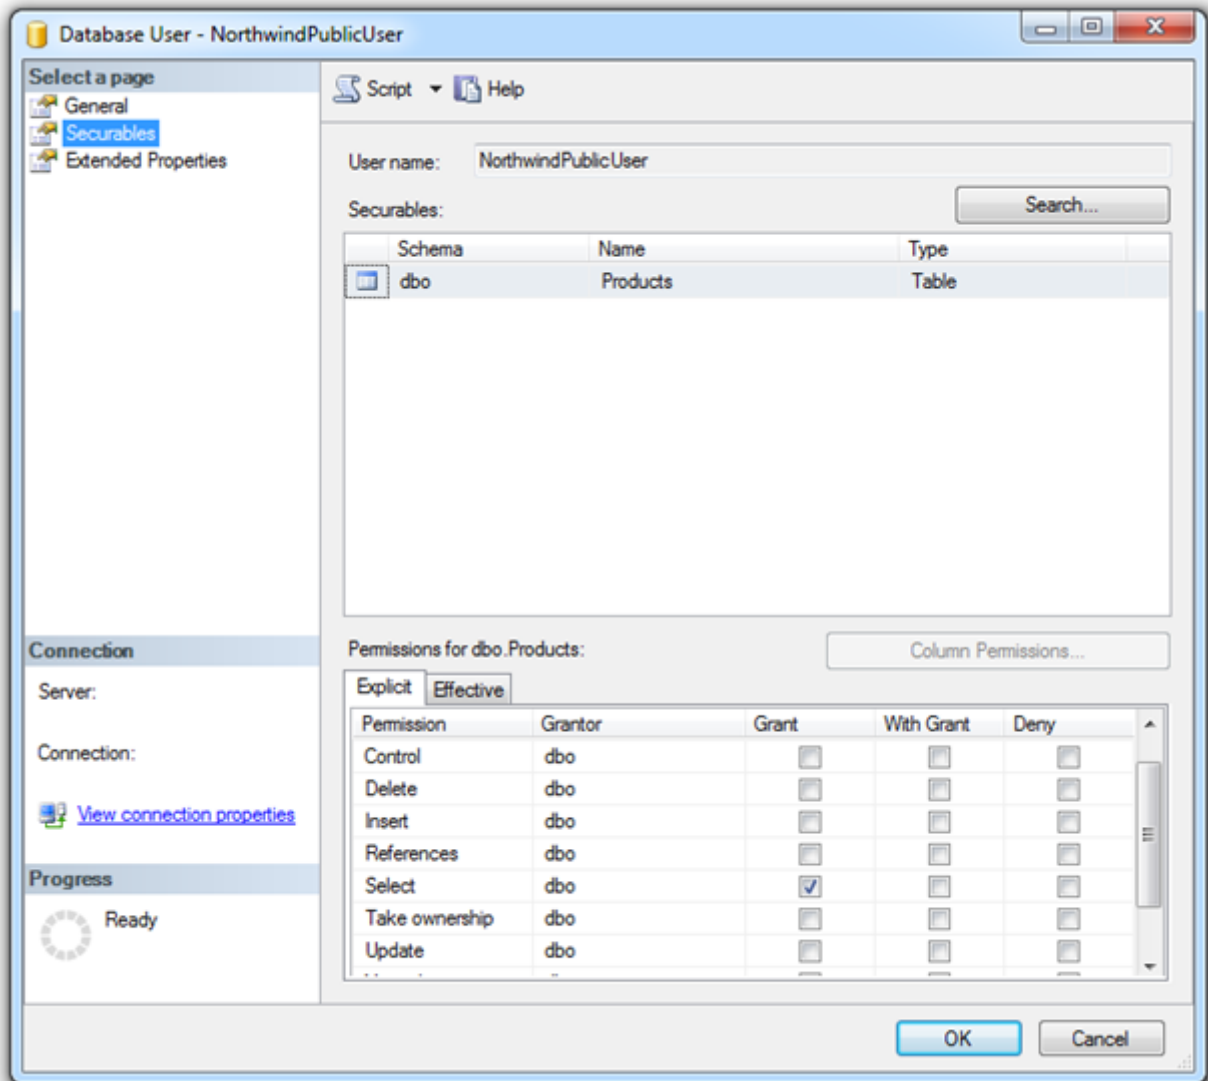 Database User - NorthwindPublicUser
Select a page
General
Securables
Extended Properties
Script Help
User name: NorthwindPublicUser
Securables: Search...
Schema Name Type
dbo Products Table
Connection
Server:
Connection:
View connection properties
Progress
Ready
Permissions for dbo.Products: Column Permissions...
Explicit Effective
Permission Grantor Grant With Grant Deny
Control dbo
Delete dbo
Insert dbo
References dbo
Select dbo
Take ownership dbo
Update dbo
OK Cancel